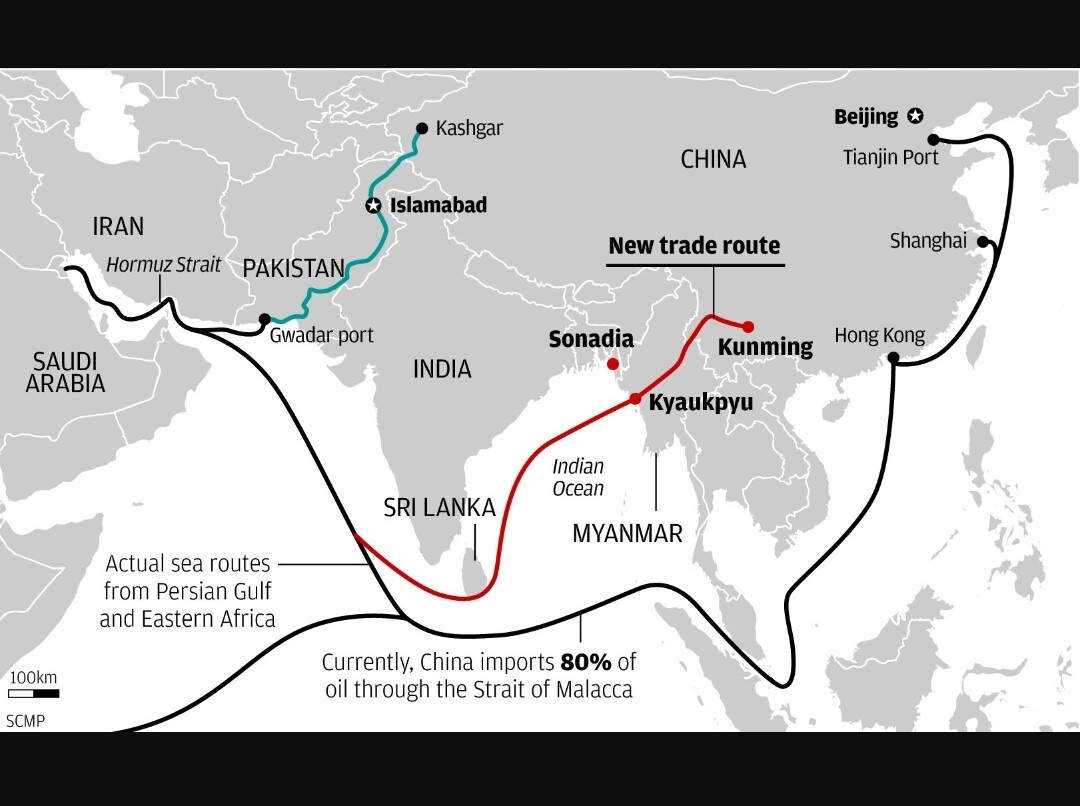 Kashgar
Beijing
Tianjin Port
CHINA
Islamabad
IRAN
Hormuz Strait
PAKISTAN
New trade route
Shanghai
Gwadar port
Sonadia
Kunming
Hong Kong
SAUDI
ARABIA
INDIA
Kyaukpyu
Indian
Ocean
SRI LANKA
MYANMAR
Actual sea routes
from Persian Gulf
and Eastern Africa
Currently, China imports 80% of
oil through the Strait of Malacca
100km
SCMP